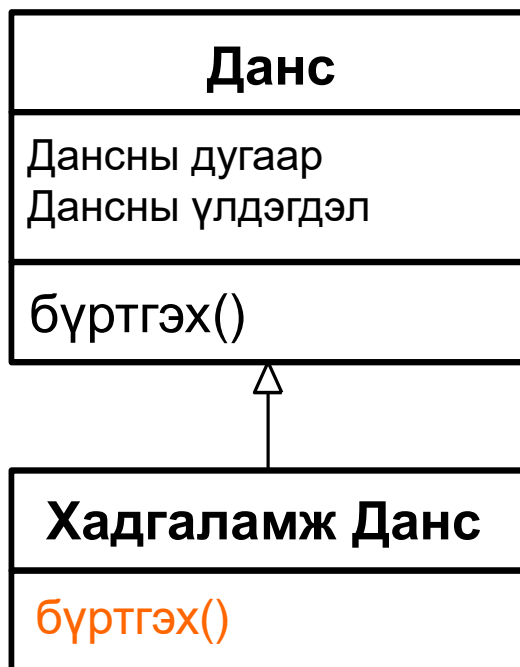 Данс
Дансны дугаар
Дансны үлдэгдэл
бүртгэх()
Хадгаламж Данс
бүртгэх()